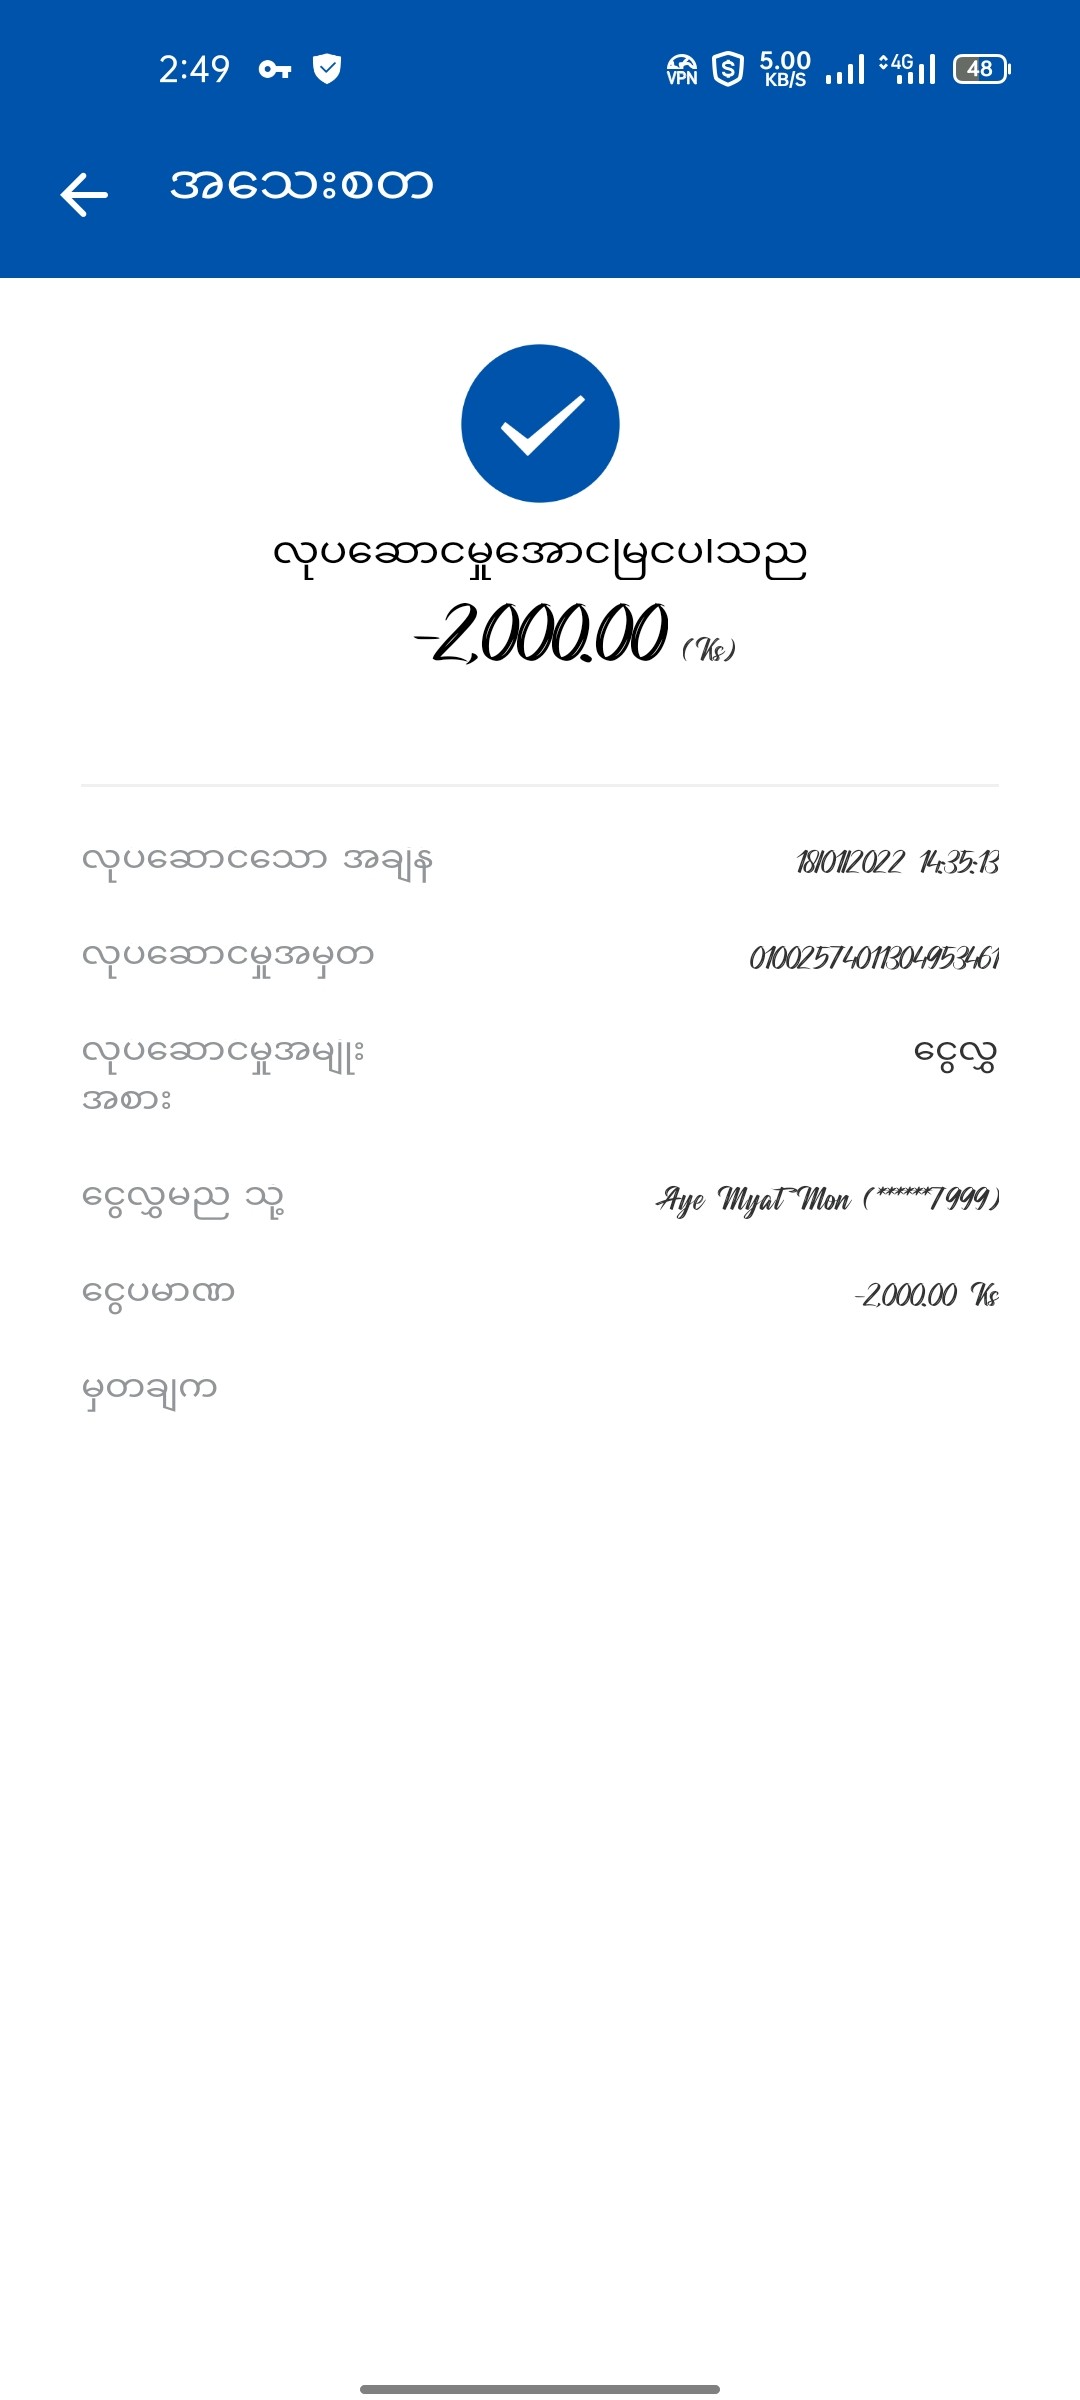 2:49 VPN 5.00 KB/S 4G 48
အသေးစတ
လုပဆောငမှုအောငမြငပါသည
-2,000.00 (Ks)
လုပဆောငသော အချန 18/01/2022 14:35:13
လုပဆောငမှုအမှတ 01002574011304953461
လုပဆောငမှုအမျုး ငွေလွှ
အစား
ငွေလွှမည သု့ Aye Myat Mon (******7999)
ငွေပမာဏ -2,000.00 Ks
မှတချက